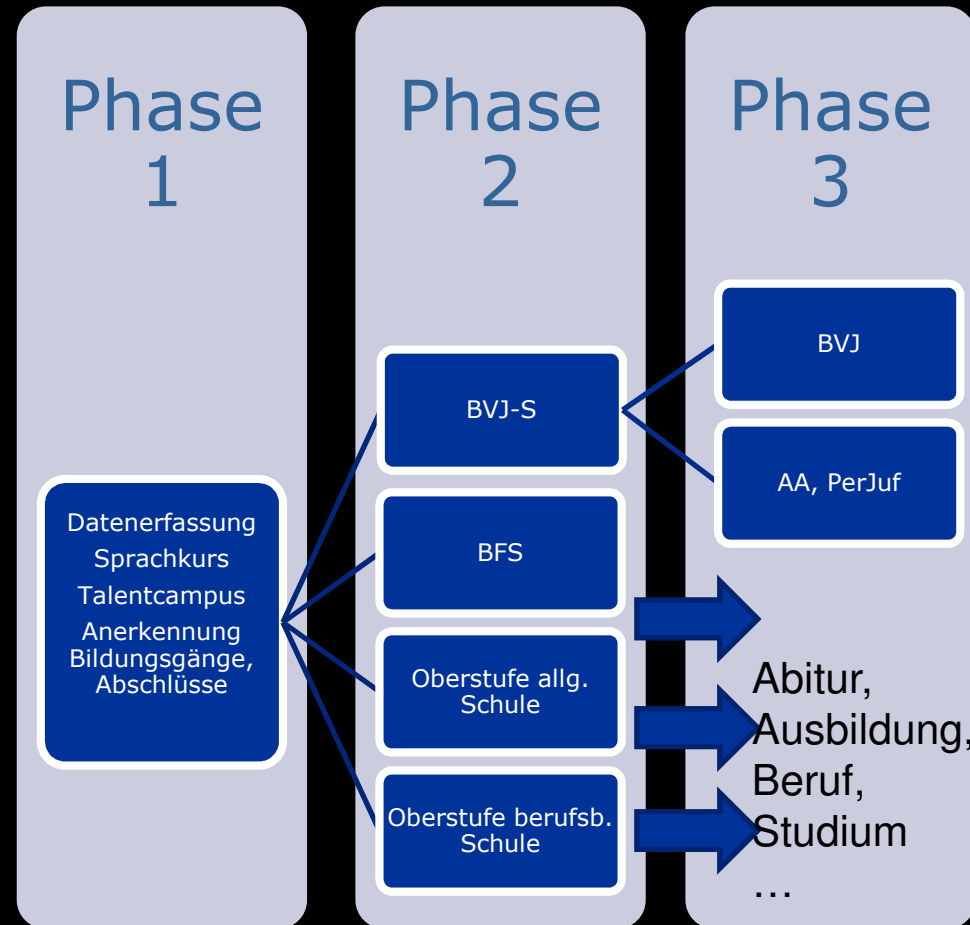 Phase
1
Datenerfassung
Sprachkurs
Talentcampus
Anerkennung
Bildungsgänge,
Abschlüsse
Phase
2
BVJ-S
BFS
Oberstufe allg.
Schule
Oberstufe berufsb.
Schule
Phase
3
BVJ
AA, PerJuf
Abitur,
Ausbildung,
Beruf,
Studium
…